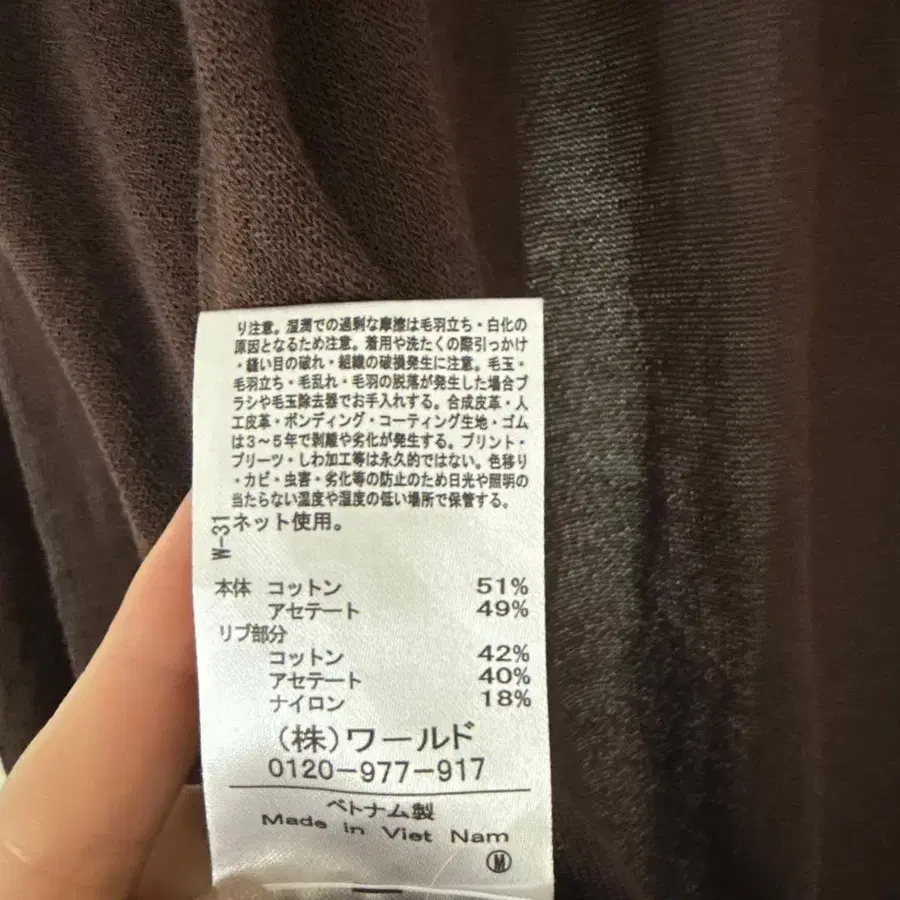 り注意。湿潤での過剰な摩擦は毛羽立ち・白化の
原因となるため注意。着用や洗たくの際引っかけ
・縫い目の破れ・組織の破損発生に注意。毛玉・
毛羽立ち・毛乱れ・毛羽の脱落が発生した場合ブ
ラシや毛玉除去器でお手入れする。合成皮革・人
工皮革・ボンディング・コーティング生地・ゴム
は3～5年で剥離や劣化が発生する。プリント・
プリーツ・しわ加工等は永久的ではない。色移り
・カビ・虫害・劣化等の防止のため日光や照明の
当たらない温度や湿度の低い場所で保管する。
ネット使用。
W-31
本体 コットン 51%
アセテート 49%
リブ部分
コットン 42%
アセテート 40%
ナイロン 18%
(株)ワールド
0120-977-917
ベトナム製
Made in Viet Nam
M